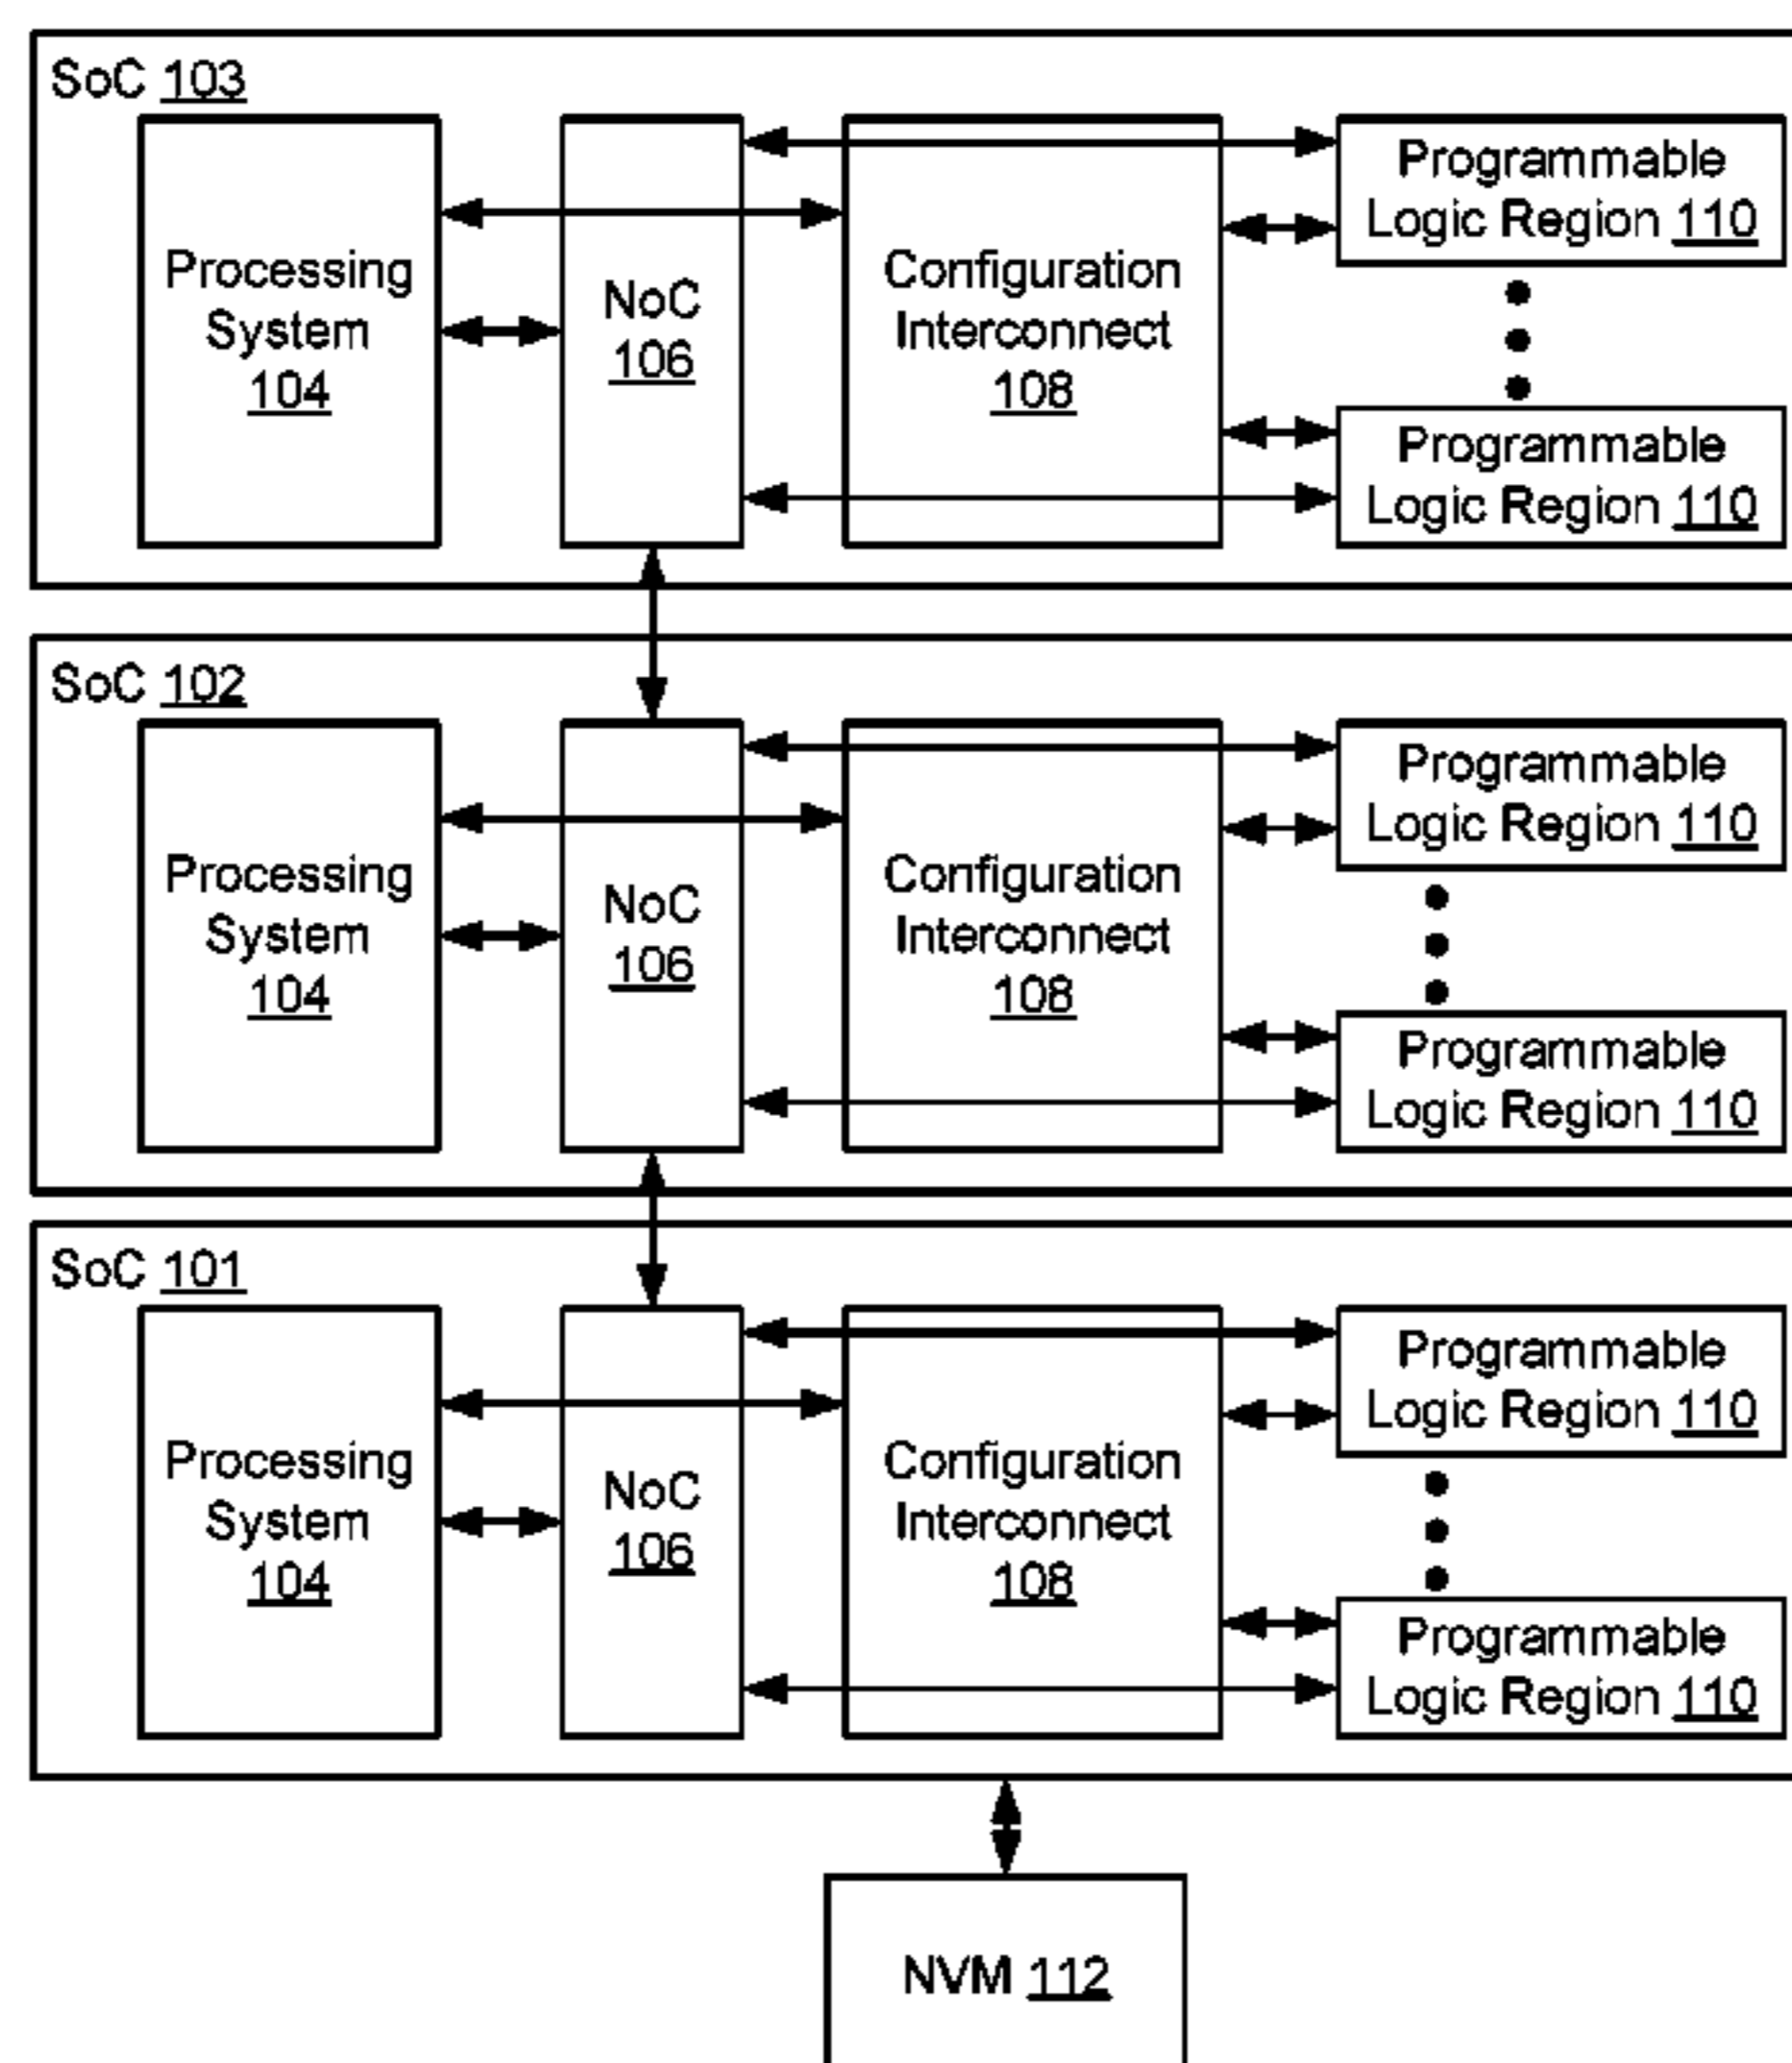 SoC 103
Processing
System
104
NoC
106
Configuration
Interconnect
108
Programmable
Logic Region 110
Programmable
Logic Region 110
SoC 102
Processing
System
104
NoC
106
Configuration
Interconnect
108
Programmable
Logic Region 110
Programmable
Logic Region 110
SoC 101
Processing
System
104
NoC
106
Configuration
Interconnect
108
Programmable
Logic Region 110
Programmable
Logic Region 110
NVM 112